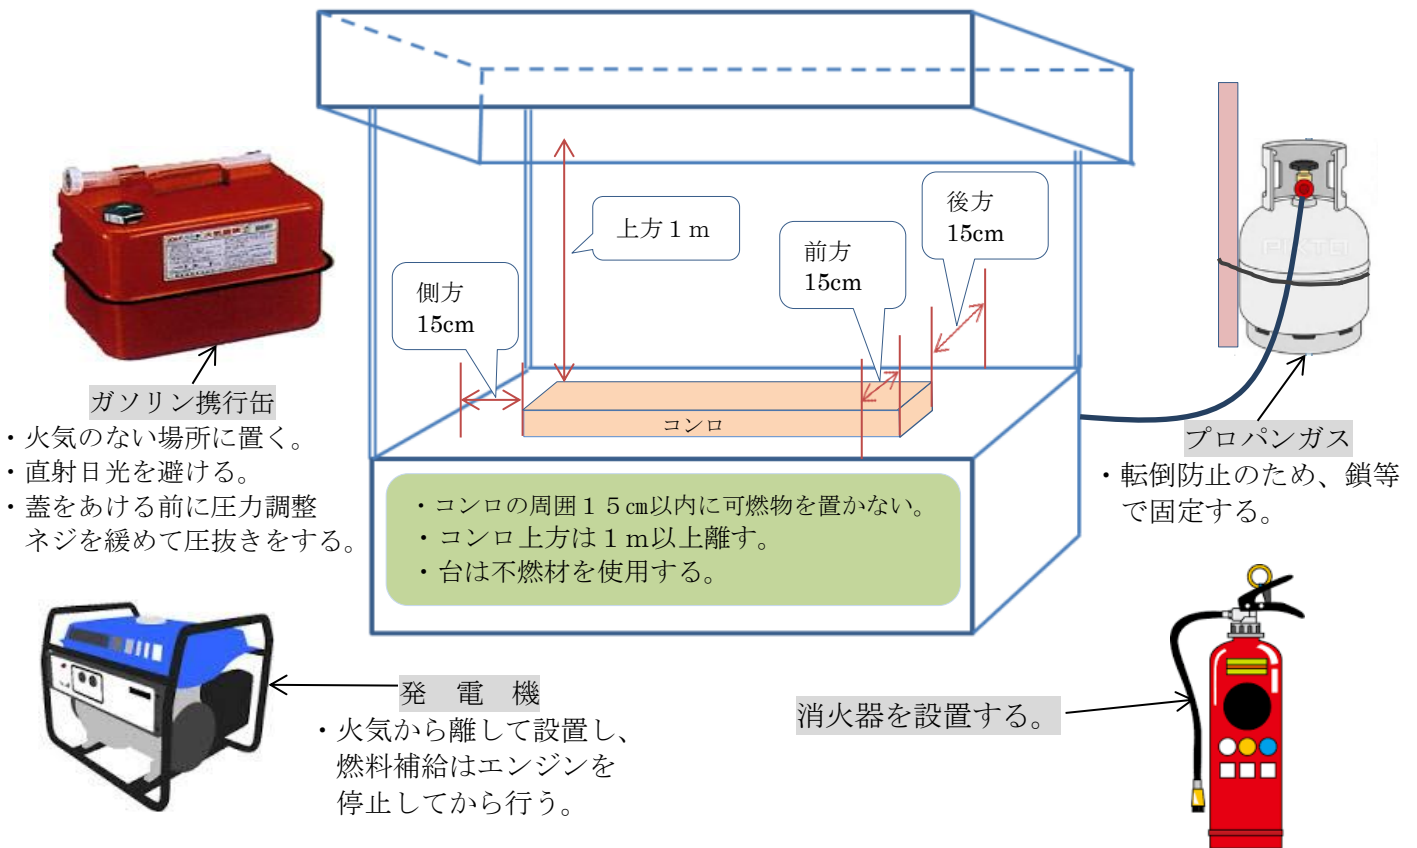 上方１ｍ
後方
15cm
前方
15cm
側方
15cm
コンロ
ガソリン携行缶
・火気のない場所に置く。
・直射日光を避ける。
・蓋をあける前に圧力調整
ネジを緩めて圧抜きをする。
・コンロの周囲１５㎝以内に可燃物を置かない。
・コンロ上方は１ｍ以上離す。
・台は不燃材を使用する。
プロパンガス
・転倒防止のため、鎖等
で固定する。
発　電　機
・火気から離して設置し、
燃料補給はエンジンを
停止してから行う。
消火器を設置する。